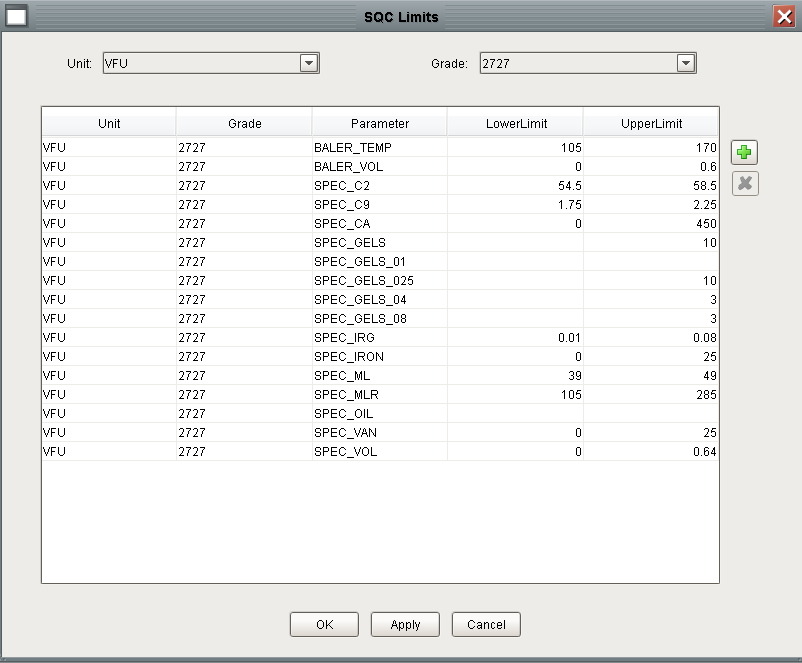 SQC Limits
Unit: VFU Grade: 2727
Unit Grade Parameter LowerLimit UpperLimit
VFU 2727 BALER_TEMP 105 170
VFU 2727 BALER_VOL 0 0.6
VFU 2727 SPEC_C2 54.5 58.5
VFU 2727 SPEC_C9 1.75 2.25
VFU 2727 SPEC_CA 0 450
VFU 2727 SPEC_GELS 10
VFU 2727 SPEC_GELS_01
VFU 2727 SPEC_GELS_025 10
VFU 2727 SPEC_GELS_04 3
VFU 2727 SPEC_GELS_08 3
VFU 2727 SPEC_IRG 0.01 0.08
VFU 2727 SPEC_IRON 0 25
VFU 2727 SPEC_ML 39 49
VFU 2727 SPEC_MLR 105 285
VFU 2727 SPEC_OIL
VFU 2727 SPEC_VAN 0 25
VFU 2727 SPEC_VOL 0 0.64
OK Apply Cancel